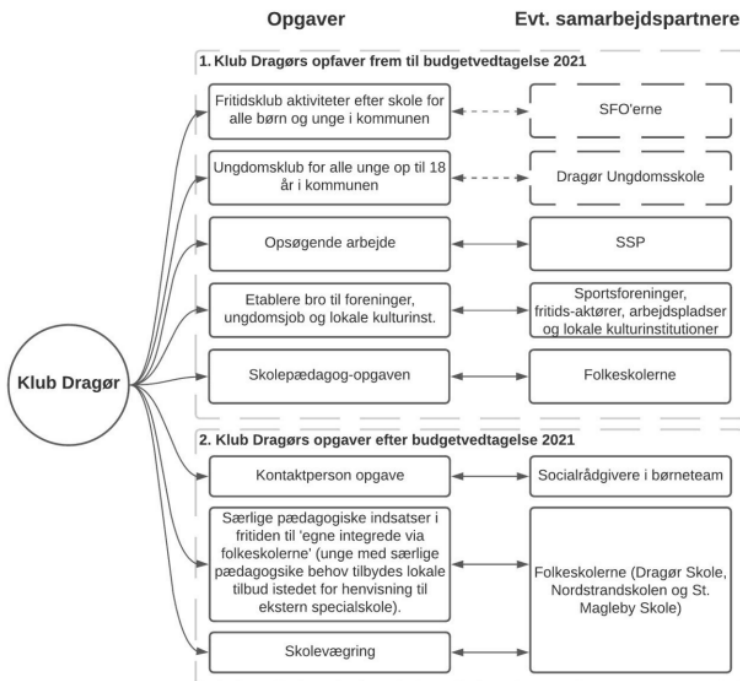 Opgaver
Evt. samarbejdspartnere
1. Klub Dragørs opfaver frem til budgetvedtagelse 2021
Fritidsklub aktiviteter efter skole for
alle børn og unge i kommunen
SFO'erne
Ungdomsklub for alle unge op til 18
år i kommunen
Dragør Ungdomsskole
Opsøgende arbejde
SSP
Etablere bro til foreninger,
ungdomsjob og lokale kulturinst.
Sportsforeninger,
fritids-aktører, arbejdspladser
og lokale kulturinstitutioner
Klub Dragør
Skolepædagog-opgaven
Folkeskolerne
2. Klub Dragørs opgaver efter budgetvedtagelse 2021
Kontaktperson opgave
Socialrådgivere i børneteam
Særlige pædagogiske indsatser i
fritiden til 'egne integrede via
folkeskolerne' (unge med særlige
pædagogsike behov tilbydes lokale
tilbud istedet for henvisning til
ekstern specialskole).
Folkeskolerne (Dragør Skole,
Nordstrandskolen og St.
Magleby Skole)
Skolevægring